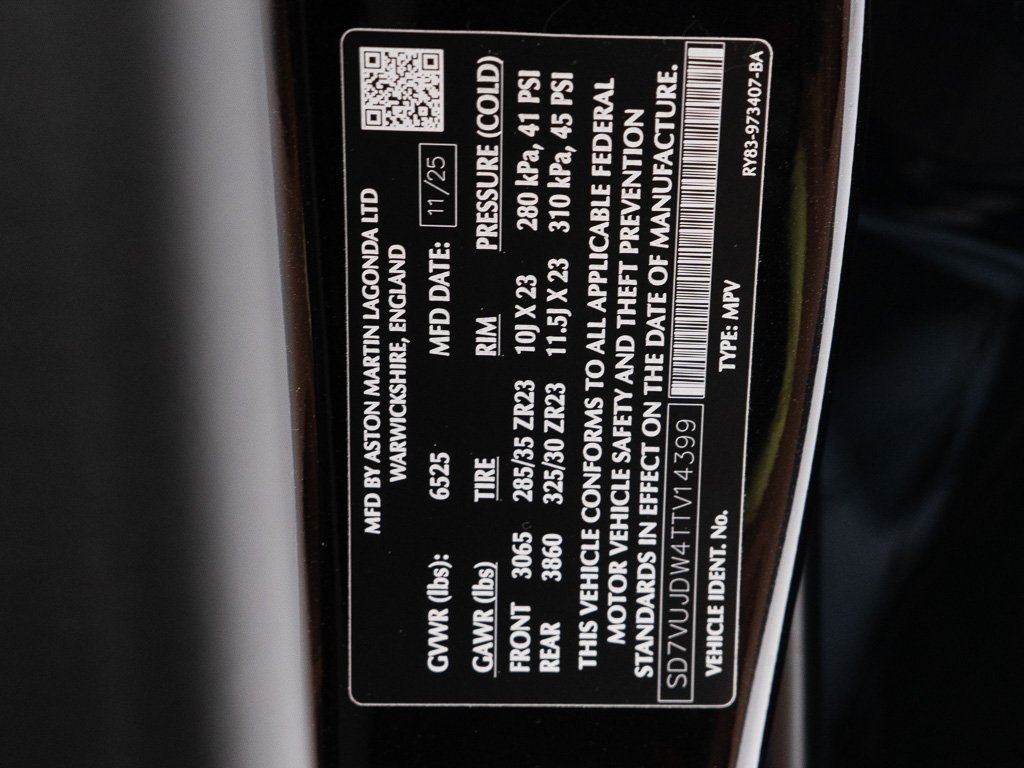 MFD BY ASTON MARTIN LAGONDA LTD
WARWICKSHIRE, ENGLAND
GVWR (lbs): 6525 MFD DATE: 11/25
GAWR (lbs) TIRE RIM PRESSURE (COLD)
FRONT 3065 285/35 ZR23 10J X 23 280 kPa, 41 PSI
REAR 3860 325/30 ZR23 11.5J X 23 310 kPa, 45 PSI
THIS VEHICLE CONFORMS TO ALL APPLICABLE FEDERAL
MOTOR VEHICLE SAFETY AND THEFT PREVENTION
STANDARDS IN EFFECT ON THE DATE OF MANUFACTURE.
SD7VUJDW4TTV14399
VEHICLE IDENT. No. TYPE: MPV
RY83-973407-BA